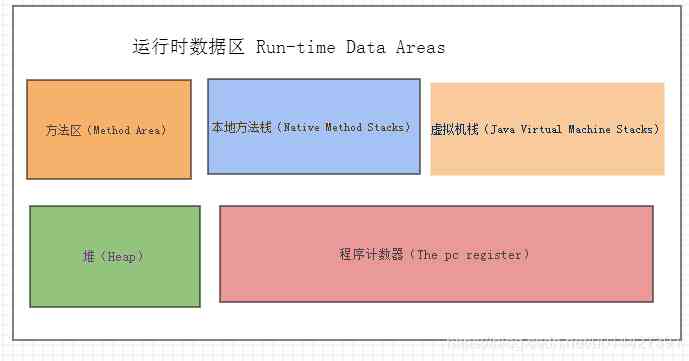 运行时数据区 Run-time Data Areas
方法区（Method Area）
本地方法栈（Native Method Stacks）
虚拟机栈（Java Virtual Machine Stacks）
堆（Heap）
程序计数器（The pc register）